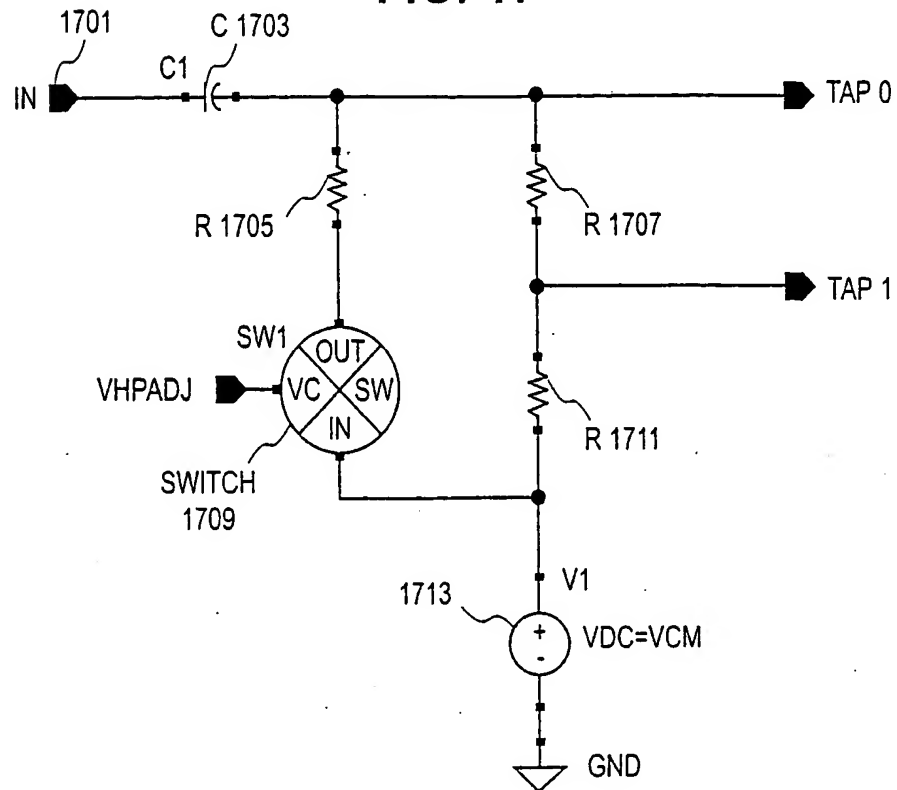 1701
C 1703
C1
IN
TAP 0
R 1705
R 1707
TAP 1
SW1
OUT
VHPADJ
VC
SW
IN
R 1711
SWITCH
1709
1713
V1
+
VDC=VCM
-
GND